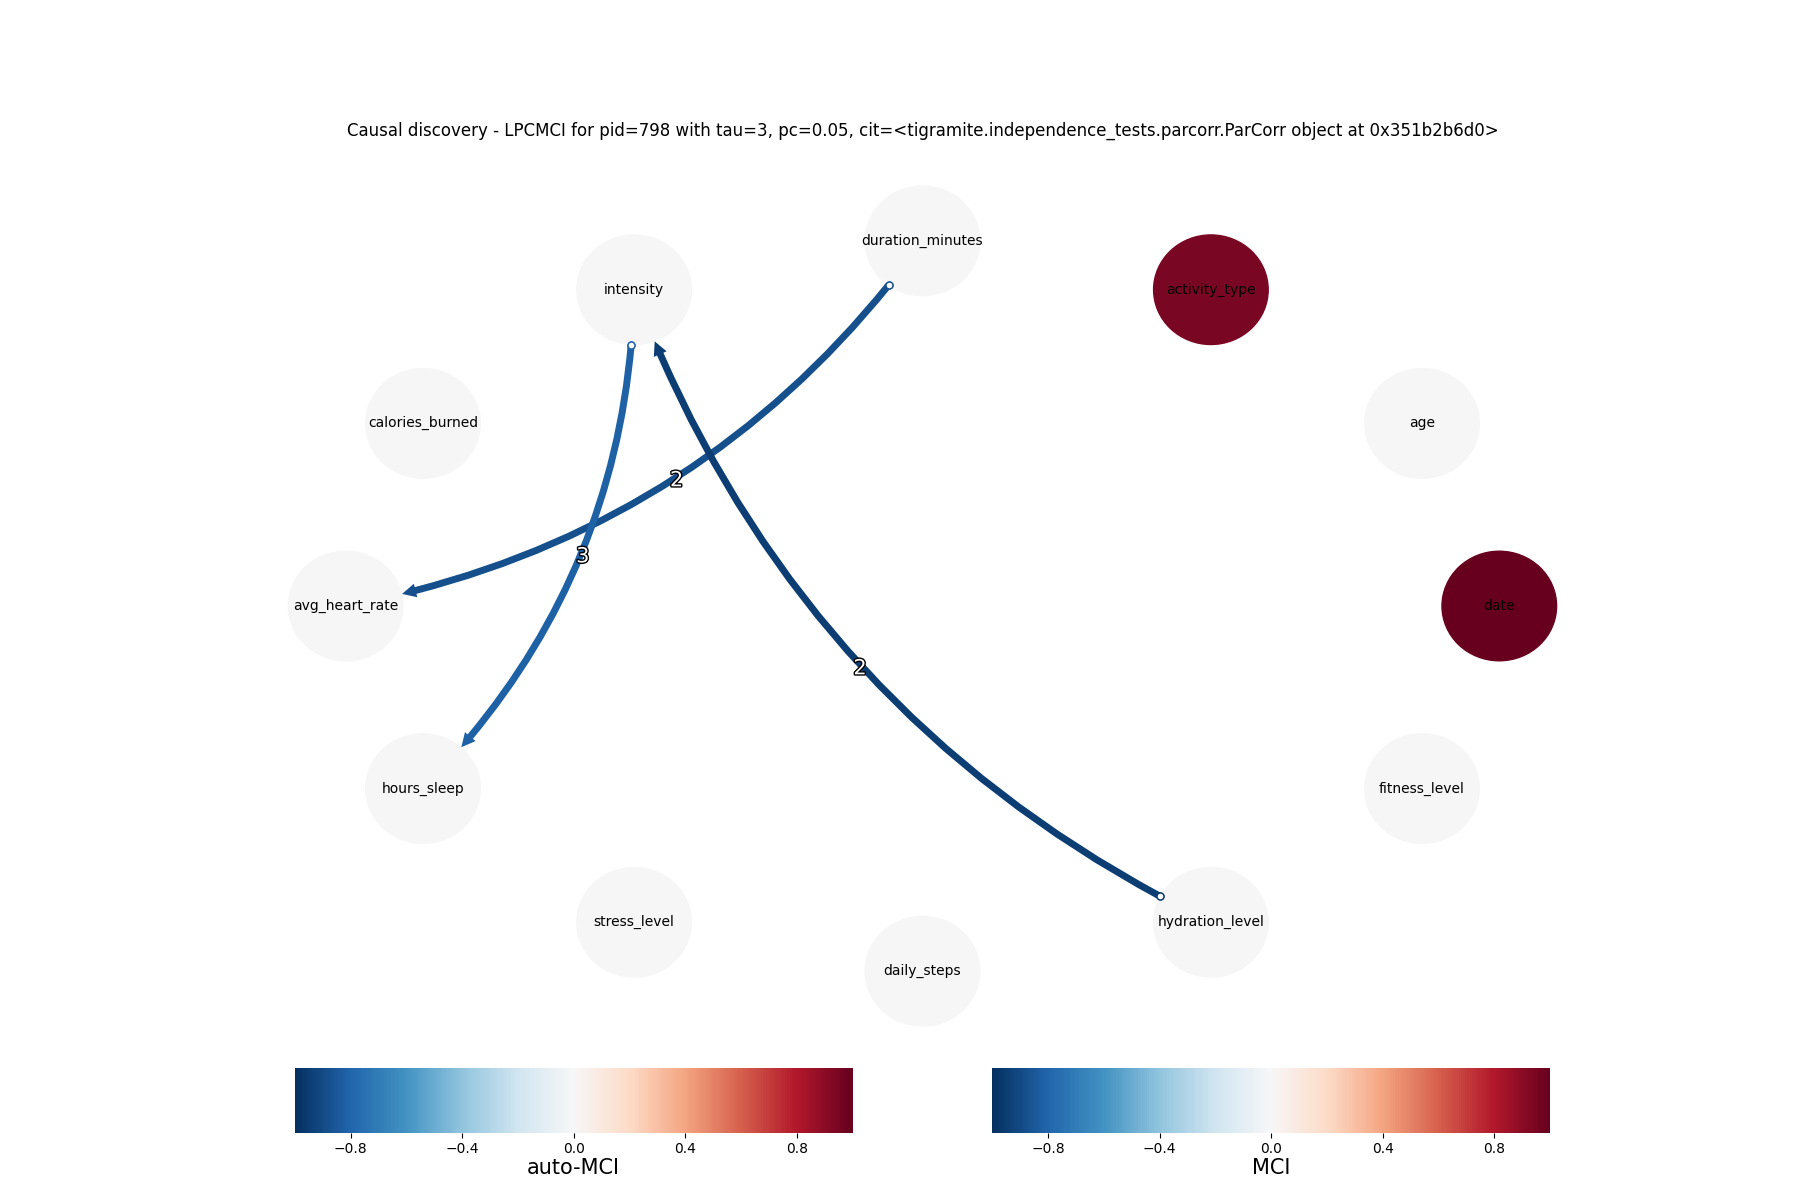 Causal discovery - LPCMCI for pid=798 with tau=3, pc=0.05, cit=<tigramite.independence_tests.parcorr.ParCorr object at 0x351b2b6d0>
duration_minutes
intensity
activity_type
calories_burned
age
2
3
avg_heart_rate
date
2
hours_sleep
fitness_level
stress_level
hydration_level
daily_steps
−0.8 −0.4 0.0 0.4 0.8
auto-MCI
−0.8 −0.4 0.0 0.4 0.8
MCI